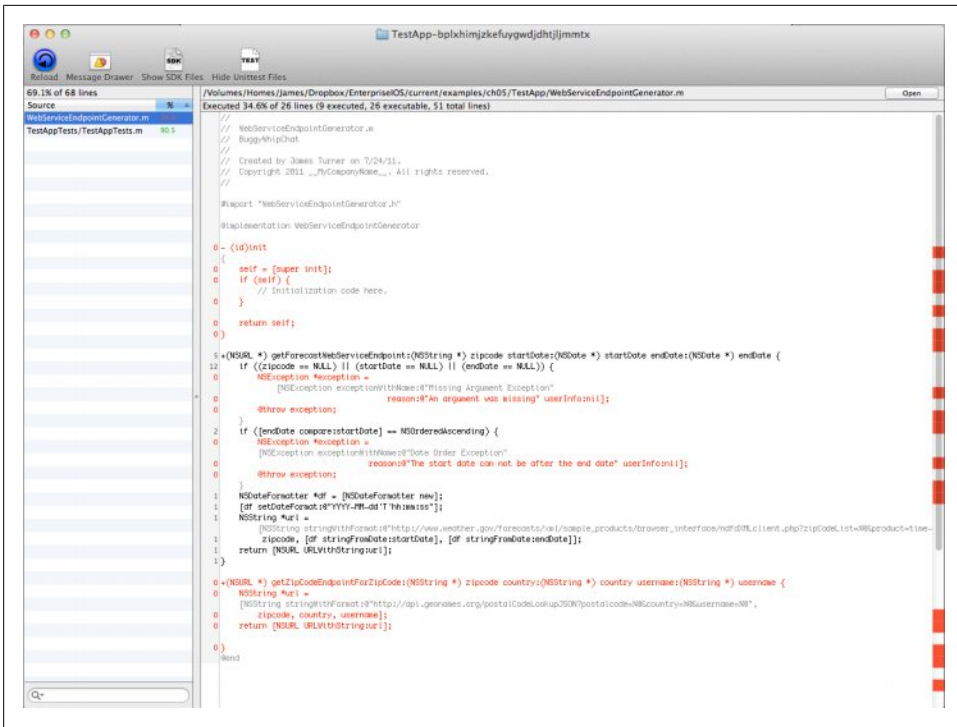 TestApp-bplxhimjzkefuygwdjdhtjljmmtx
SDK TEST
Reload Message Drawer Show SDK Files Hide Unittest Files
69.1% of 68 lines
/Volumes/Homes/James/Dropbox/EnterpriseIOS/current/examples/ch05/TestApp/WebServiceEndpointGenerator.m
Open
Source %
Executed 34.6% of 26 lines (9 executed, 26 executable, 51 total lines)
WebServiceEndpointGenerator.m
TestAppTests/TestAppTests.m 90.5
//
// WebServiceEndpointGenerator.m
// BuggyWhipChat
//
// Created by James Turner on 7/24/11.
// Copyright 2011 __MyCompanyName__. All rights reserved.
//
#import "WebServiceEndpointGenerator.h"
@implementation WebServiceEndpointGenerator
0 - (id)init
{
0 self = [super init];
0 if (self) {
// Initialization code here.
0 }
0 return self;
0 }
5 +(NSURL *) getForecastWebServiceEndpoint:(NSString *) zipcode startDate:(NSDate *) startDate endDate:(NSDate *) endDate {
12 if ((zipcode == NULL) || (startDate == NULL) || (endDate == NULL)) {
0 NSException *exception =
[NSException exceptionWithName:@"Missing Argument Exception"
0 reason:@"An argument was missing" userInfo:nil];
0 @throw exception;
}
2 if ([endDate compare:startDate] == NSOrderedAscending) {
0 NSException *exception =
[NSException exceptionWithName:@"Date Order Exception"
0 reason:@"The start date can not be after the end date" userInfo:nil];
0 @throw exception;
}
1 NSDateFormatter *df = [NSDateFormatter new];
1 [df setDateFormat:@"YYYY-MM-dd'T'hh:mm:ss"];
1 NSString *url =
[NSString stringWithFormat:@"http://www.weather.gov/forecasts/xml/sample_products/browser_interface/ndfdXMLclient.php?zipCodeList=%@&product=time-
1 zipcode, [df stringFromDate:startDate], [df stringFromDate:endDate]];
1 return [NSURL URLWithString:url];
1 }
0 +(NSURL *) getZipCodeEndpointForZipCode:(NSString *) zipcode country:(NSString *) country username:(NSString *) username {
0 NSString *url =
[NSString stringWithFormat:@"http://api.geonames.org/postalCodeLookupJSON?postalcode=%@&country=%@&username=%@",
0 zipcode, country, username];
0 return [NSURL URLWithString:url];
0 }
@end